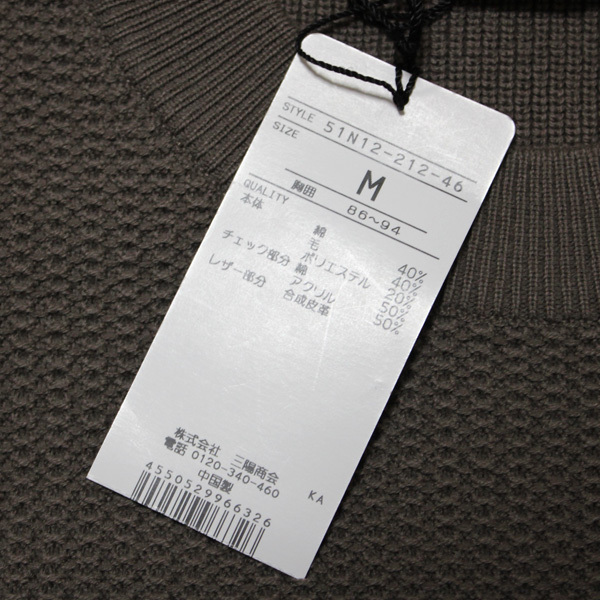 STYLE 51N12-212-46
SIZE
M
胸囲 86~94
QUALITY
本体 綿 40%
毛 40%
ポリエステル 20%
チェック部分 綿 50%
アクリル 50%
レザー部分 合成皮革
株式会社 三陽商会
電話 0120-340-460
中国製
KA
4550529966326